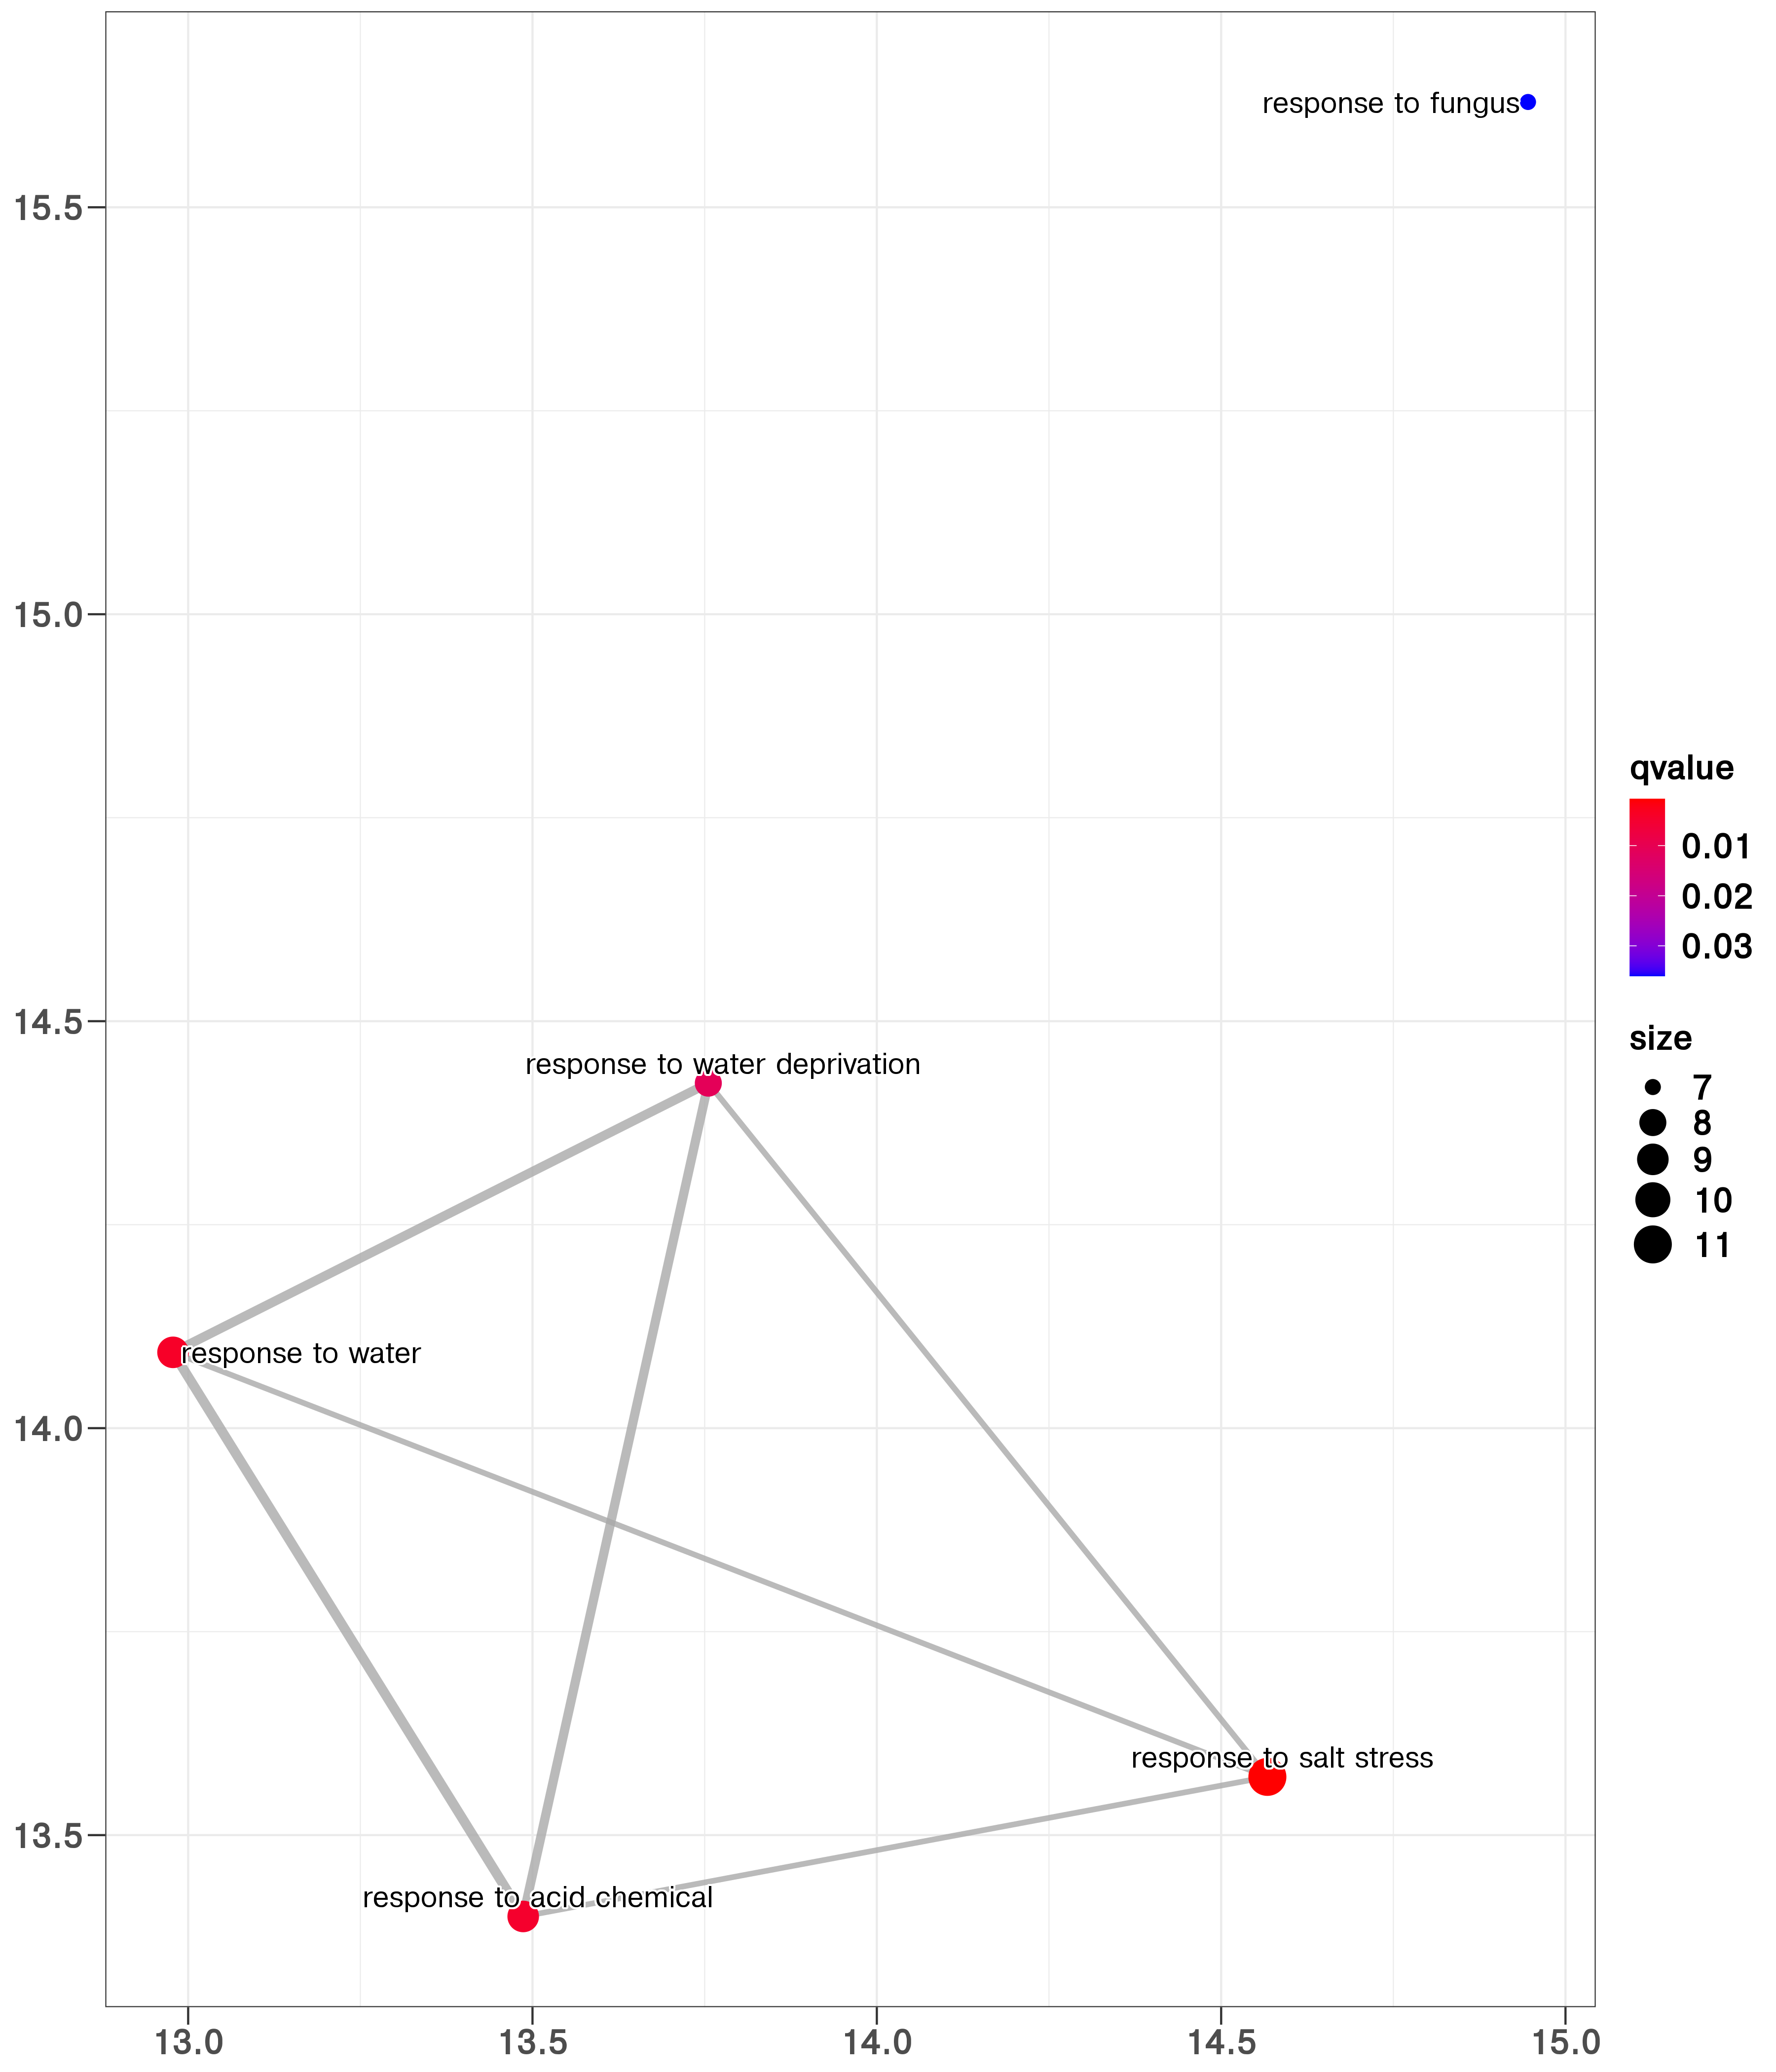 response to fungus
15.5
15.0
qvalue
0.01
0.02
0.03
14.5
size
response to water deprivation
7
8
9
10
11
response to water
14.0
response to salt stress
13.5
response to acid chemical
13.0 13.5 14.0 14.5 15.0